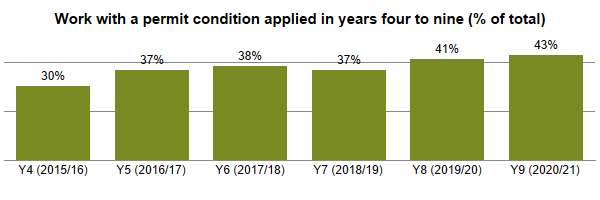 Work with a permit condition applied in years four to nine (% of total)
30%
37%
38%
37%
41%
43%
Y4 (2015/16)
Y5 (2016/17)
Y6 (2017/18)
Y7 (2018/19)
Y8 (2019/20)
Y9 (2020/21)